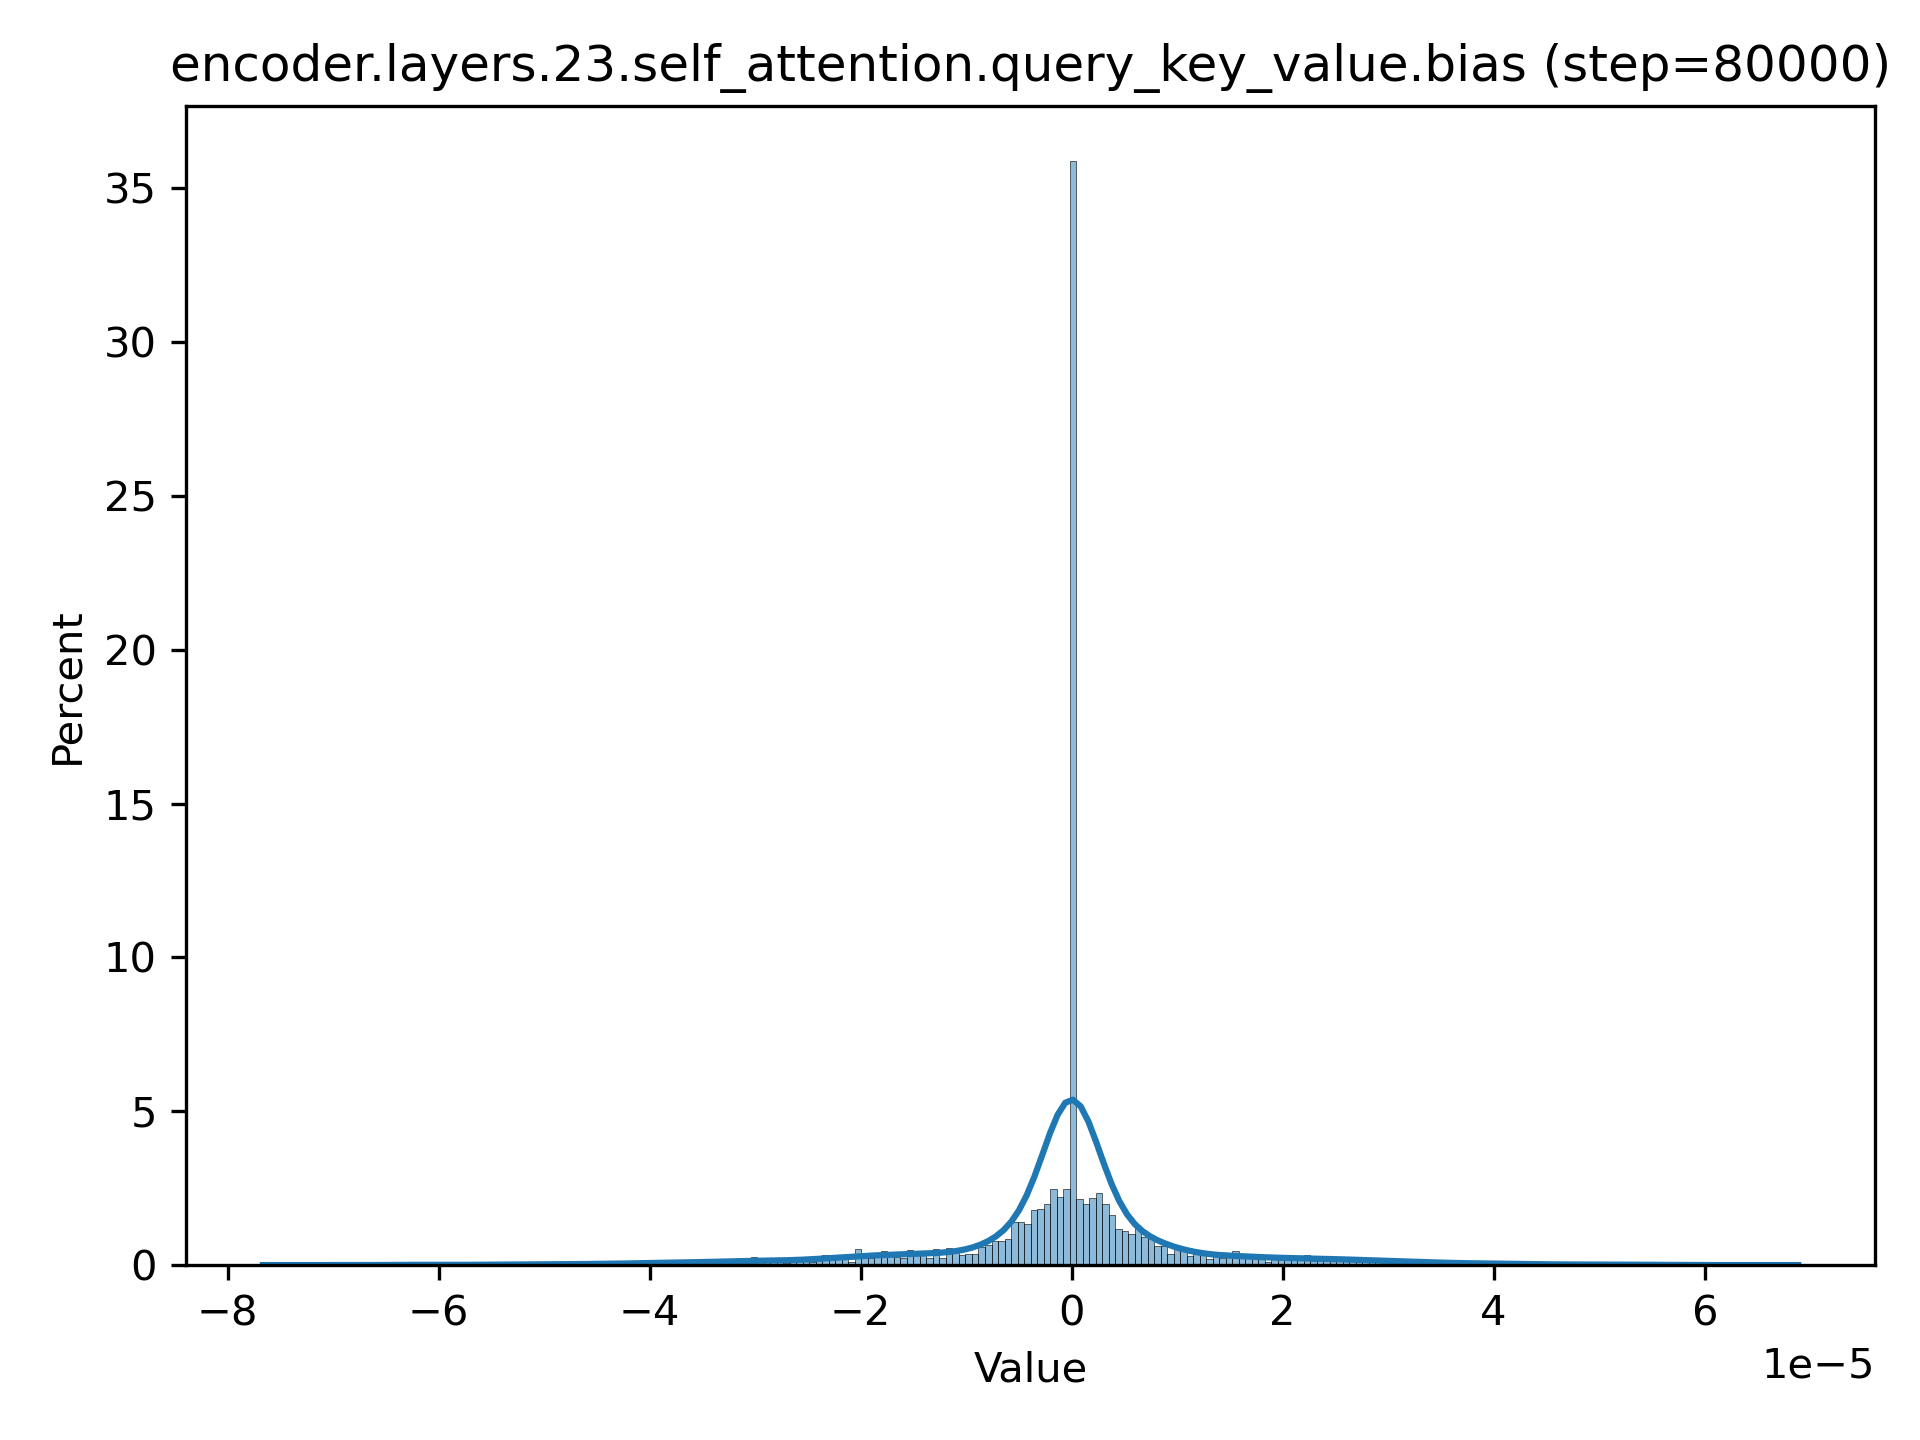 encoder.layers.23.self_attention.query_key_value.bias (step=80000)
35
30
25
20
15
10
5
0
Percent
−8 −6 −4 −2 0 2 4 6
1e−5
Value